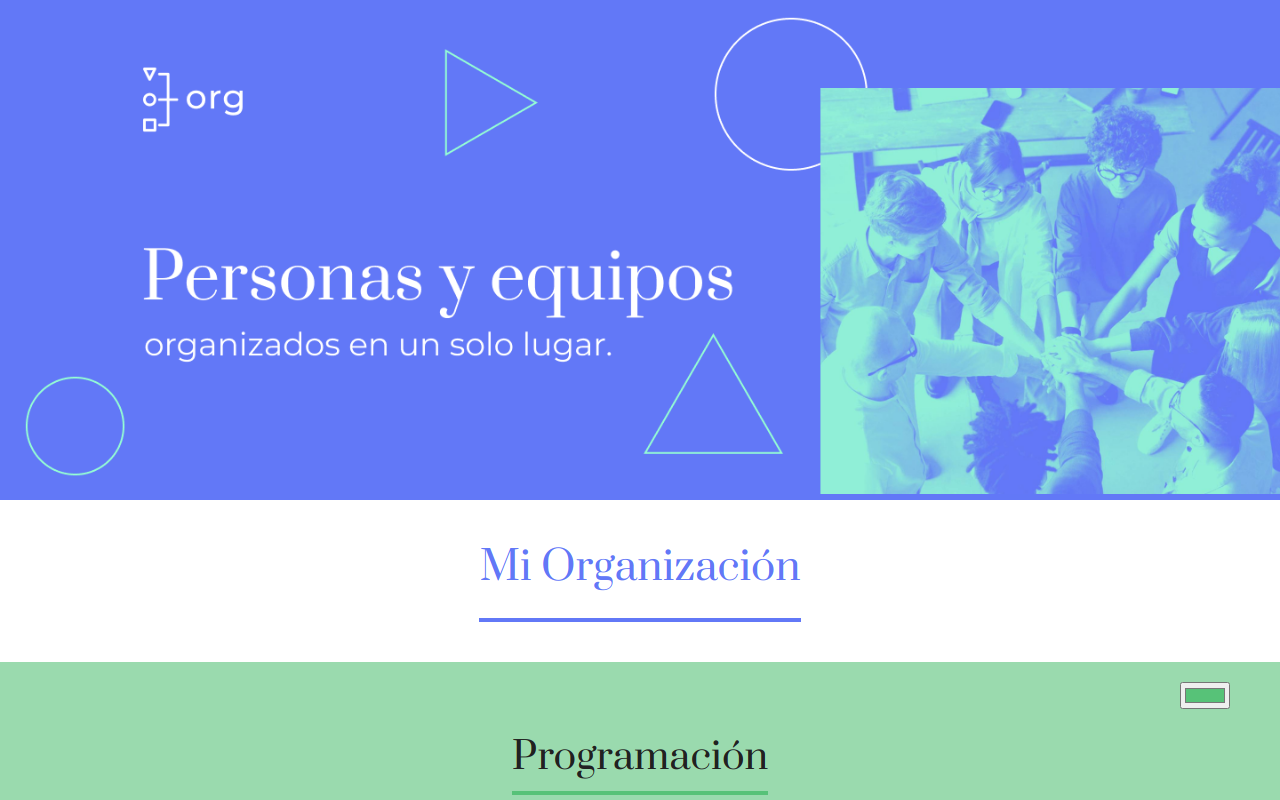 org
Personas y equipos
organizados en un solo lugar.
Mi Organización
Programación